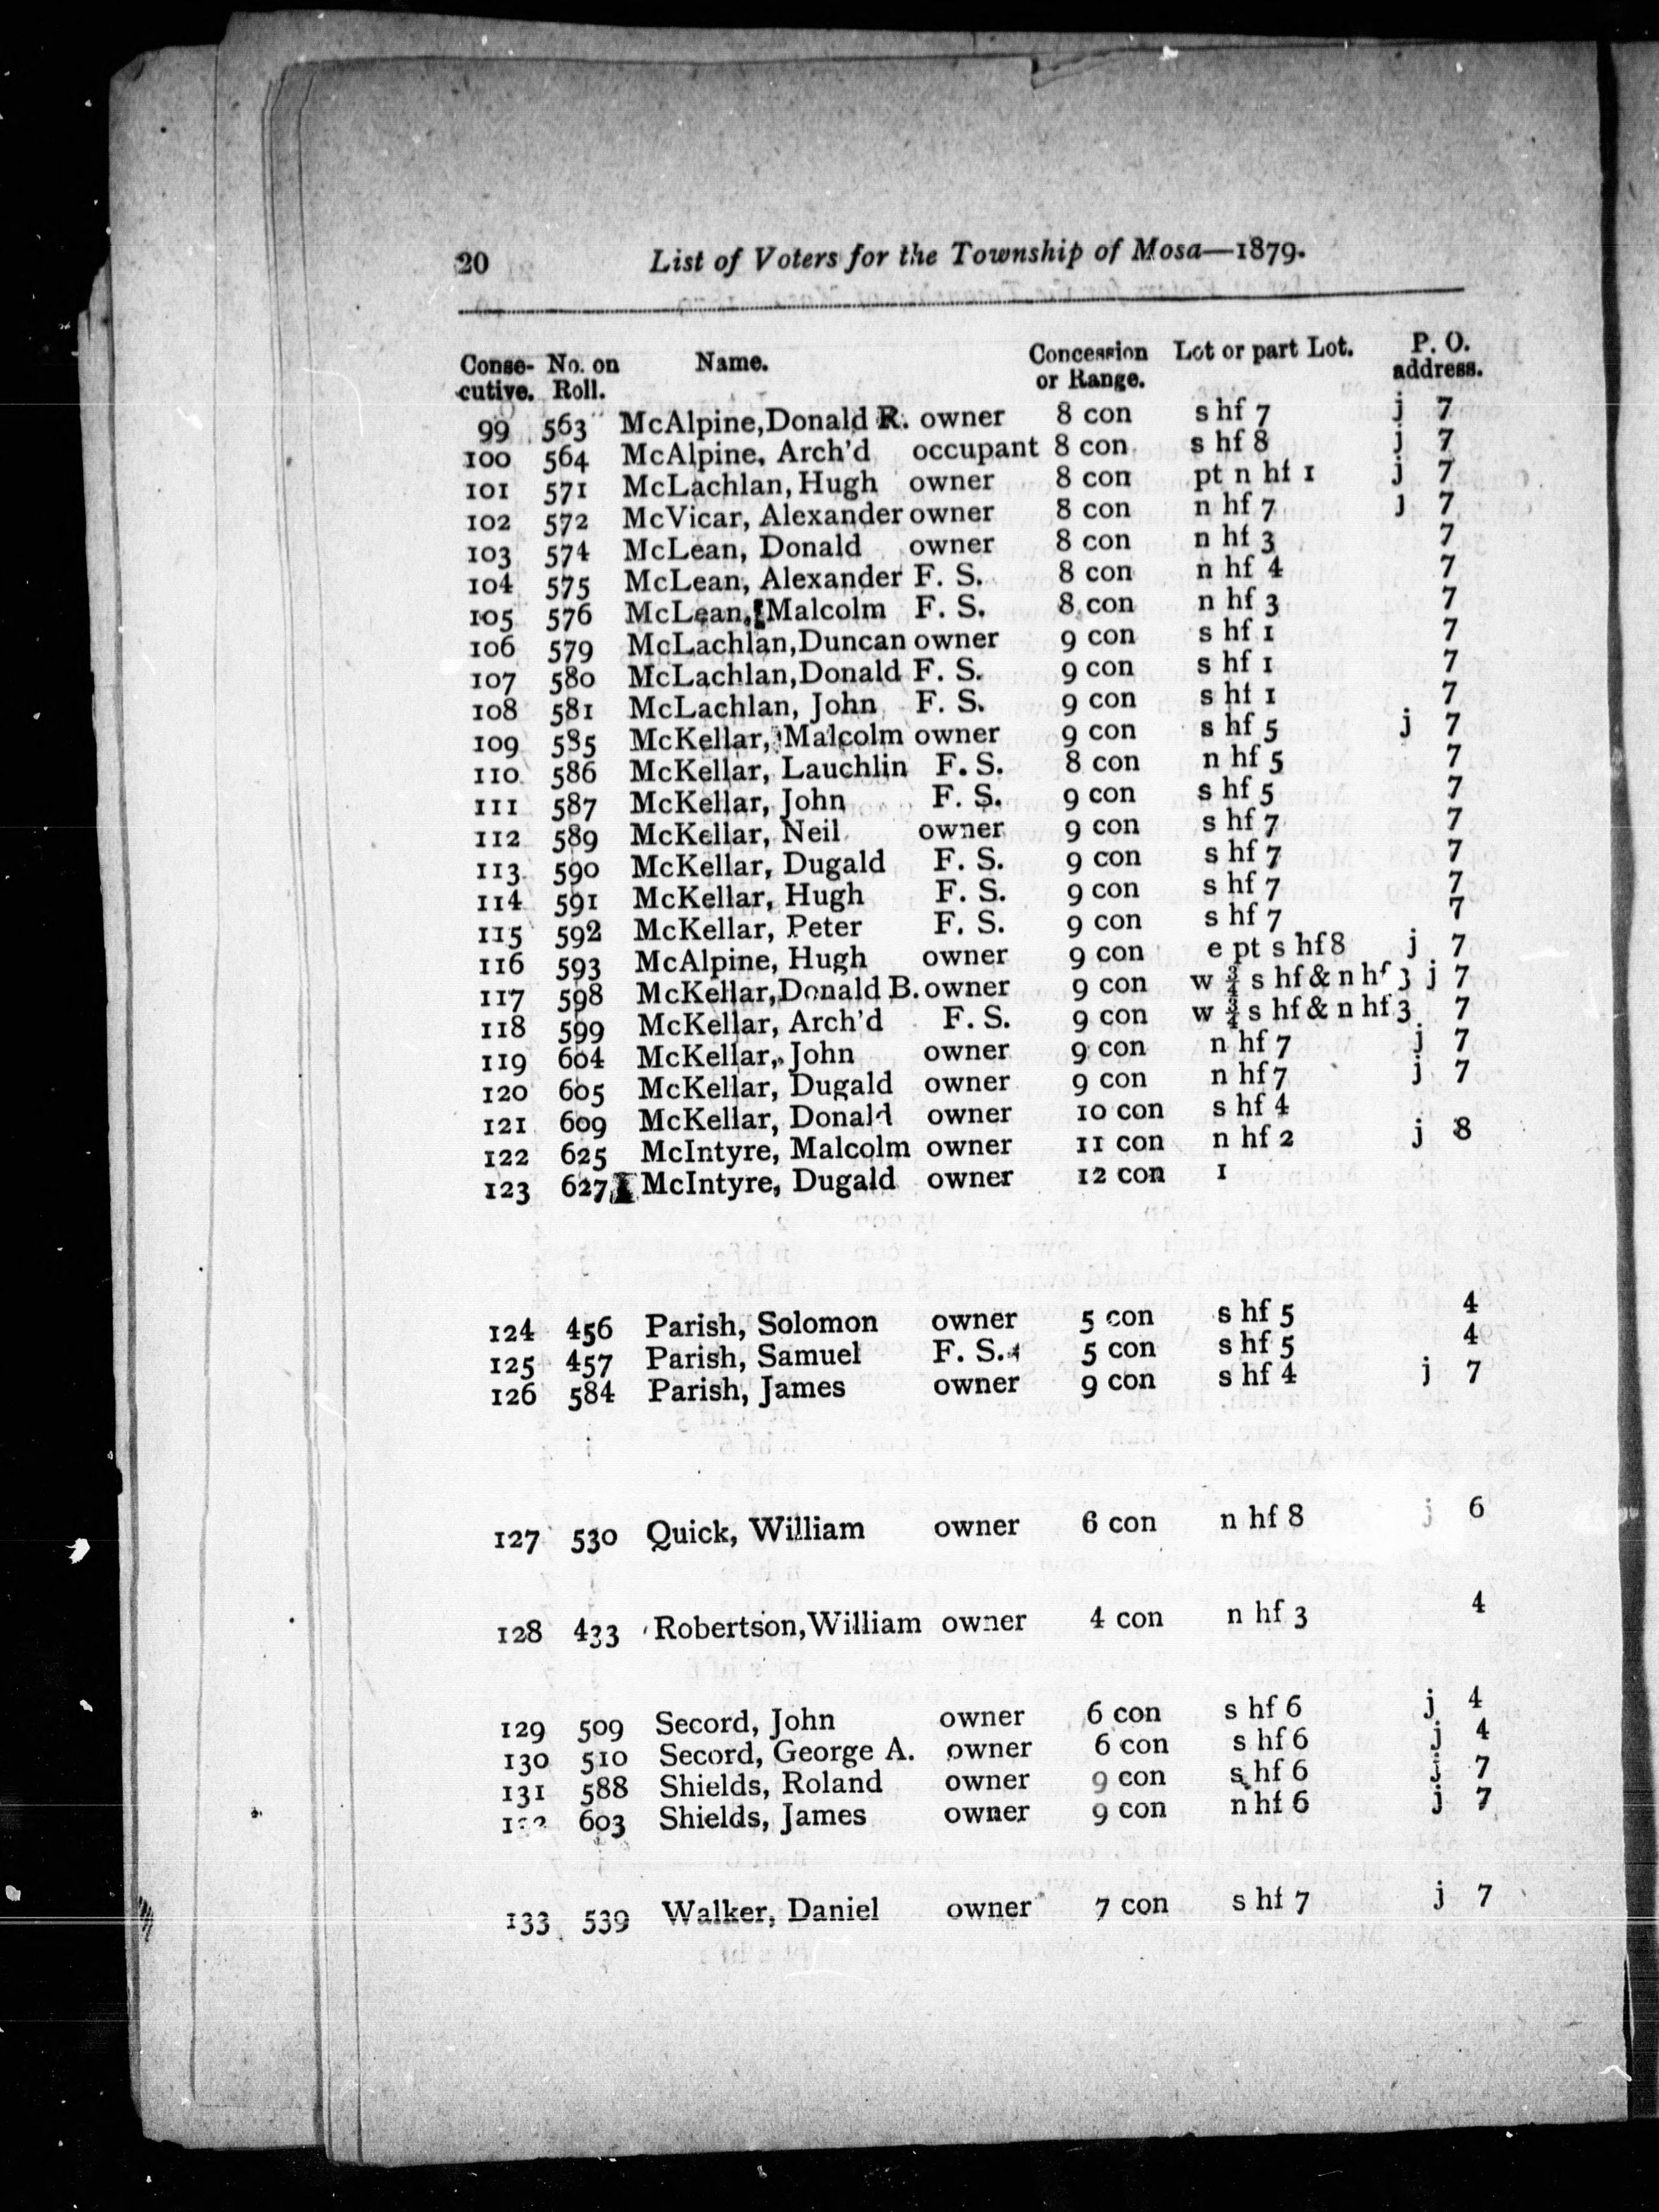 20 List of Voters for the Township of Mosa—1879.
Conse- No. on Name. Concession Lot or part Lot. P. O.
cutive. Roll. or Range. address.
99 563 McAlpine, Donald R. owner 8 con s hf 7 j 7
100 564 McAlpine, Arch'd occupant 8 con s hf 8 j 7
101 571 McLachlan, Hugh owner 8 con pt n hf 1 j 7
102 572 McVicar, Alexander owner 8 con n hf 7 j 7
103 574 McLean, Donald owner 8 con n hf 3 7
104 575 McLean, Alexander F. S. 8 con n hf 4 7
105 576 McLean, Malcolm F. S. 8 con n hf 3 7
106 579 McLachlan, Duncan owner 9 con s hf 1 7
107 580 McLachlan, Donald F. S. 9 con s hf 1 7
108 581 McLachlan, John F. S. 9 con s hf 1 7
109 585 McKellar, Malcolm owner 9 con s hf 5 j 7
110 586 McKellar, Lauchlin F. S. 8 con n hf 5 7
111 587 McKellar, John F. S. 9 con s hf 5 7
112 589 McKellar, Neil owner 9 con s hf 7 7
113 590 McKellar, Dugald F. S. 9 con s hf 7 7
114 591 McKellar, Hugh F. S. 9 con s hf 7 7
115 592 McKellar, Peter F. S. 9 con s hf 7 7
116 593 McAlpine, Hugh owner 9 con e pt s hf 8 j 7
117 598 McKellar, Donald B. owner 9 con w ¾ s hf & n hf 3 j 7
118 599 McKellar, Arch'd F. S. 9 con w ¾ s hf & n hf 3 7
119 604 McKellar, John owner 9 con n hf 7 j 7
120 605 McKellar, Dugald owner 9 con n hf 7 j 7
121 609 McKellar, Donald owner 10 con s hf 4
122 625 McIntyre, Malcolm owner 11 con n hf 2 j 8
123 627 McIntyre, Dugald owner 12 con 1
124 456 Parish, Solomon owner 5 con s hf 5 4
125 457 Parish, Samuel F. S. 5 con s hf 5 4
126 584 Parish, James owner 9 con s hf 4 j 7
127 530 Quick, William owner 6 con n hf 8 j 6
128 433 Robertson, William owner 4 con n hf 3 4
129 509 Secord, John owner 6 con s hf 6 j 4
130 510 Secord, George A. owner 6 con s hf 6 j 4
131 588 Shields, Roland owner 9 con s hf 6 j 7
603 Shields, James owner 9 con n hf 6 j 7
133 539 Walker, Daniel owner 7 con s hf 7 j 7